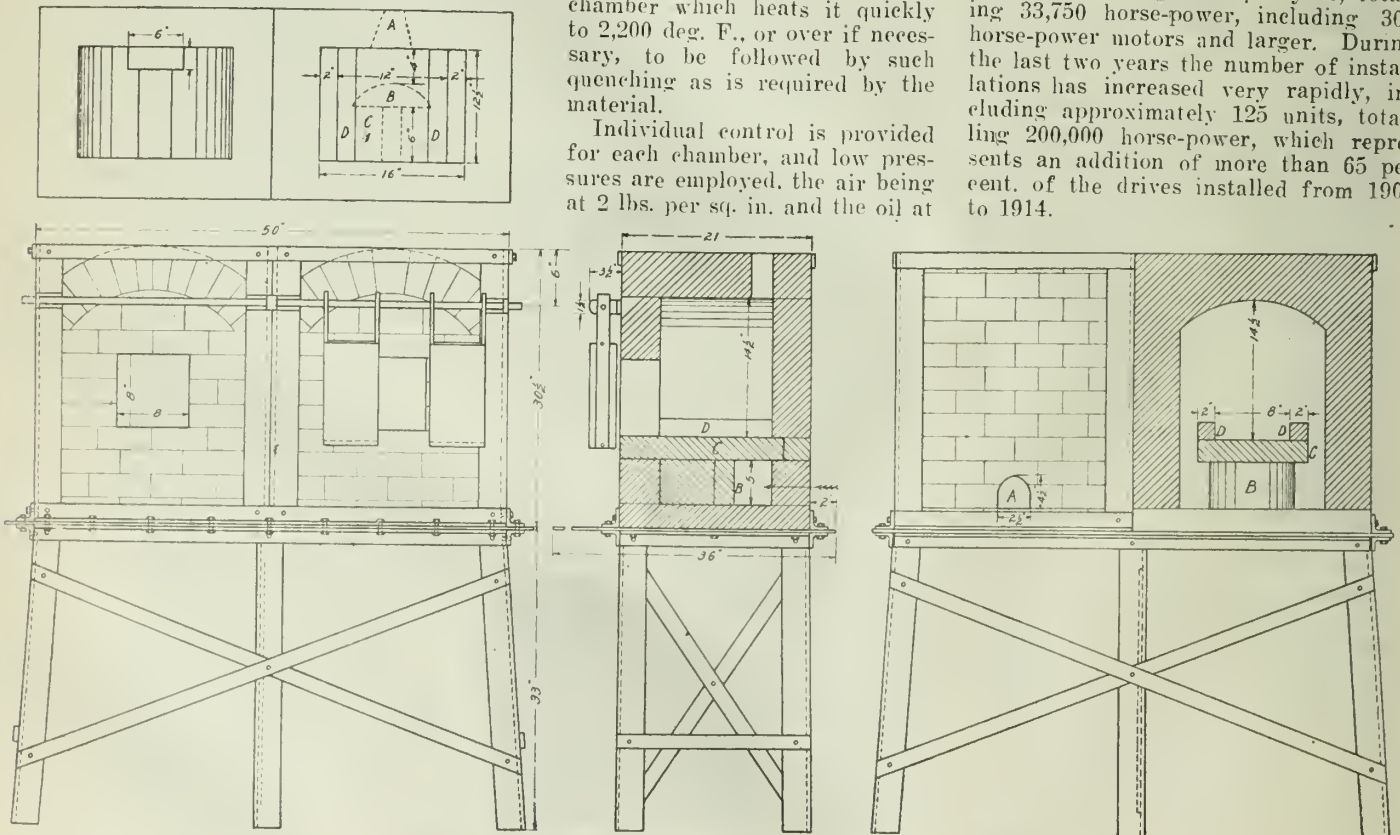 chamber which heats it quickly
to 2,200 deg. F., or over if neces-
sary, to be followed by such
quenching as is required by the
material.
Individual control is provided
for each chamber, and low pres-
sures are employed. the air being
at 2 lbs. per sq. in. and the oil at
ing 33,750 horse-power, including
horse-power motors and larger.
the last two years the number of
lations has increased very rapidly,
cluding approximately 125 units,
ling 200,000 horse-power, which
sents an addition of more than 65
cent. of the drives installed from
to 1914.
6"
A
2" 12" 2"
B
12½"
D C D
6"
16"
50"
6"
8"
8
30½"
33"
21
3½"
1½"
14½"
D
C
B 5
2"
36"
14½"
2" 8" 2"
D D
C
B
A
4½"
2½"